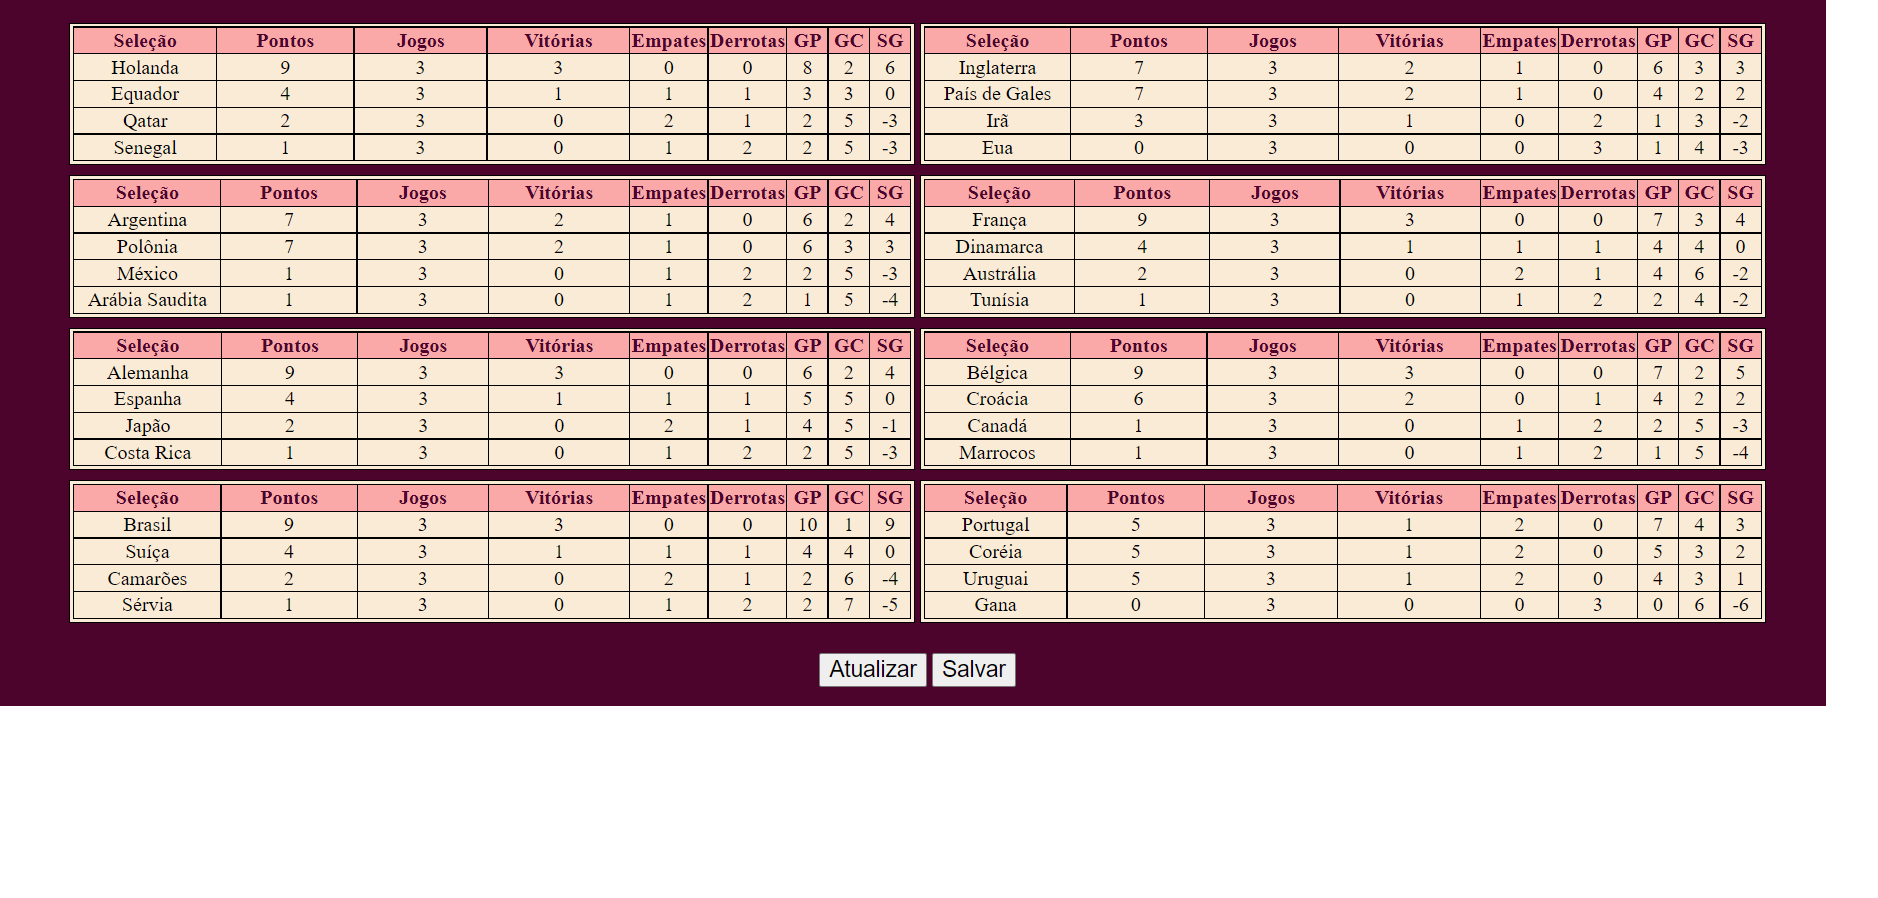 Seleção Pontos Jogos Vitórias Empates Derrotas GP GC SG
Holanda 9 3 3 0 0 8 2 6
Equador 4 3 1 1 1 3 3 0
Qatar 2 3 0 2 1 2 5 -3
Senegal 1 3 0 1 2 2 5 -3
Seleção Pontos Jogos Vitórias Empates Derrotas GP GC SG
Inglaterra 7 3 2 1 0 6 3 3
País de Gales 7 3 2 1 0 4 2 2
Irã 3 3 1 0 2 1 3 -2
Eua 0 3 0 0 3 1 4 -3
Seleção Pontos Jogos Vitórias Empates Derrotas GP GC SG
Argentina 7 3 2 1 0 6 2 4
Polônia 7 3 2 1 0 6 3 3
México 1 3 0 1 2 2 5 -3
Arábia Saudita 1 3 0 1 2 1 5 -4
Seleção Pontos Jogos Vitórias Empates Derrotas GP GC SG
França 9 3 3 0 0 7 3 4
Dinamarca 4 3 1 1 1 4 4 0
Austrália 2 3 0 2 1 4 6 -2
Tunísia 1 3 0 1 2 2 4 -2
Seleção Pontos Jogos Vitórias Empates Derrotas GP GC SG
Alemanha 9 3 3 0 0 6 2 4
Espanha 4 3 1 1 1 5 5 0
Japão 2 3 0 2 1 4 5 -1
Costa Rica 1 3 0 1 2 2 5 -3
Seleção Pontos Jogos Vitórias Empates Derrotas GP GC SG
Bélgica 9 3 3 0 0 7 2 5
Croácia 6 3 2 0 1 4 2 2
Canadá 1 3 0 1 2 2 5 -3
Marrocos 1 3 0 1 2 1 5 -4
Seleção Pontos Jogos Vitórias Empates Derrotas GP GC SG
Brasil 9 3 3 0 0 10 1 9
Suíça 4 3 1 1 1 4 4 0
Camarões 2 3 0 2 1 2 6 -4
Sérvia 1 3 0 1 2 2 7 -5
Seleção Pontos Jogos Vitórias Empates Derrotas GP GC SG
Portugal 5 3 1 2 0 7 4 3
Coréia 5 3 1 2 0 5 3 2
Uruguai 5 3 1 2 0 4 3 1
Gana 0 3 0 0 3 0 6 -6
Atualizar Salvar